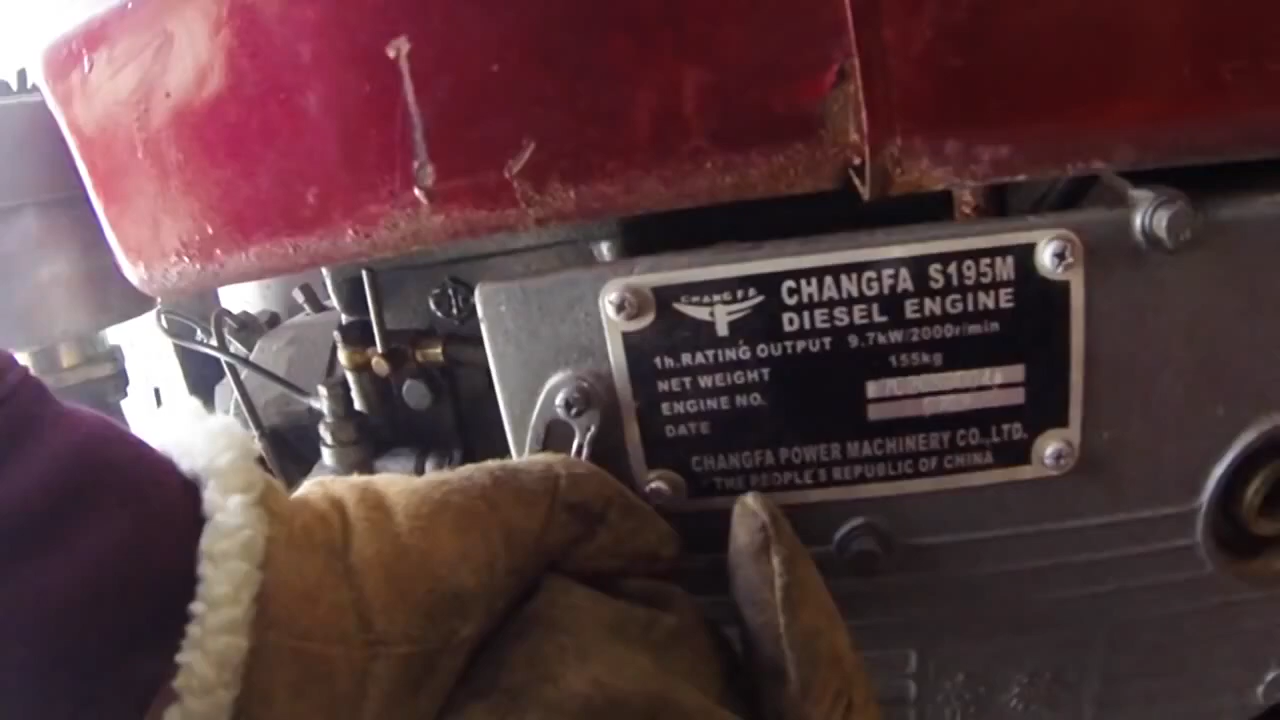 CHANGFA
CHANGFA S195M
DIESEL ENGINE
1h.RATING OUTPUT 9.7kW/2000r/min
NET WEIGHT 155kg
ENGINE NO.
DATE
CHANGFA POWER MACHINERY CO.,LTD.
THE PEOPLE'S REPUBLIC OF CHINA